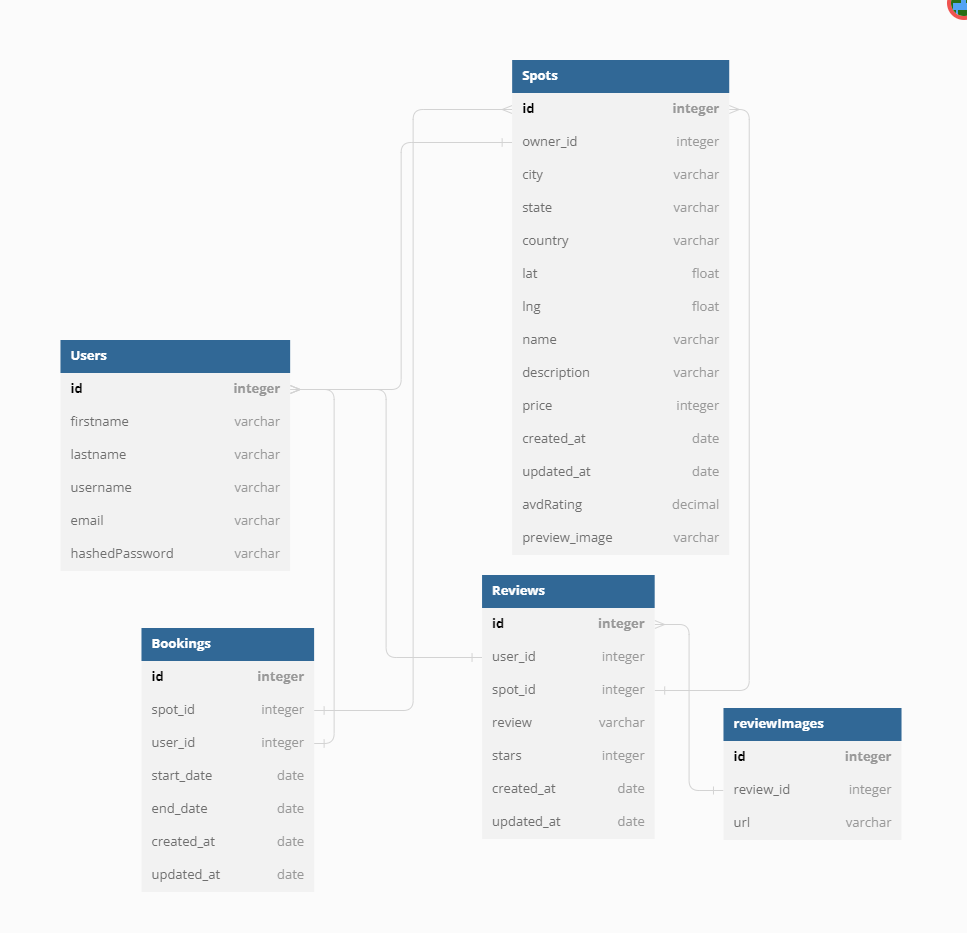 Spots
id integer
owner_id integer
city varchar
state varchar
country varchar
lat float
lng float
name varchar
description varchar
price integer
created_at date
updated_at date
avdRating decimal
preview_image varchar
Users
id integer
firstname varchar
lastname varchar
username varchar
email varchar
hashedPassword varchar
Reviews
id integer
user_id integer
spot_id integer
review varchar
stars integer
created_at date
updated_at date
Bookings
id integer
spot_id integer
user_id integer
start_date date
end_date date
created_at date
updated_at date
reviewImages
id integer
review_id integer
url varchar